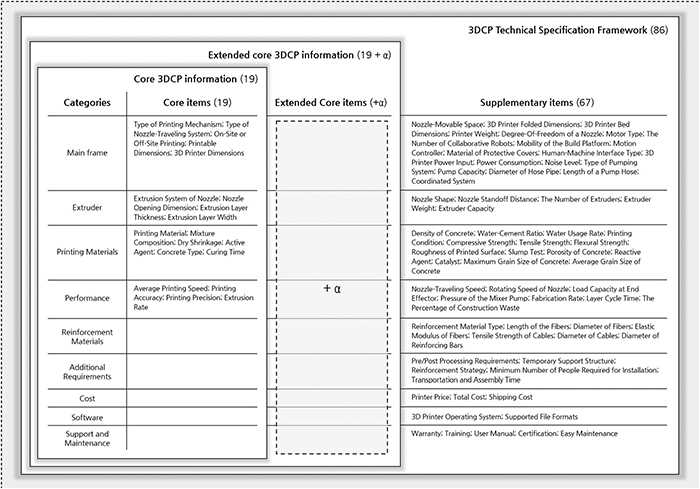 3DCP Technical Specification Framework (86)
Extended core 3DCP information (19 + α)
Core 3DCP information (19)
Categories
Core items (19)
Extended Core items (+α)
Supplementary items (67)
Main frame
Type of Printing Mechanism; Type of
Nozzle-Traveling System; On-Site or
Off-Site Printing; Printable
Dimensions; 3D Printer Dimensions
Nozzle-Movable Space; 3D Printer Folded Dimensions; 3D Printer Bed
Dimensions; Printer Weight; Degree-Of-Freedom of a Nozzle; Motor Type; The
Number of Collaborative Robots; Mobility of the Build Platform; Motion
Controller; Material of Protective Covers; Human-Machine Interface Type; 3D
Printer Power Input; Power Consumption; Noise Level; Type of Pumping
System; Pump Capacity; Diameter of Hose Pipe; Length of a Pump Hose;
Coordinated System
Extruder
Extrusion System of Nozzle; Nozzle
Opening Dimension; Extrusion Layer
Thickness; Extrusion Layer Width
Nozzle Shape; Nozzle Standoff Distance; The Number of Extruders; Extruder
Weight; Extruder Capacity
Printing Materials
Printing Material; Mixture
Composition; Dry Shrinkage; Active
Agent; Concrete Type; Curing Time
Density of Concrete; Water-Cement Ratio; Water Usage Rate; Printing
Condition; Compressive Strength; Tensile Strength; Flexural Strength;
Roughness of Printed Surface; Slump Test; Porosity of Concrete; Reactive
Agent; Catalyst; Maximum Grain Size of Concrete; Average Grain Size of
Concrete
Performance
Average Printing Speed; Printing
Accuracy; Printing Precision; Extrusion
Rate
+ α
Nozzle-Traveling Speed; Rotating Speed of Nozzle; Load Capacity at End
Effector; Pressure of the Mixer Pump; Fabrication Rate; Layer Cycle Time; The
Percentage of Construction Waste
Reinforcement
Materials
Reinforcement Material Type; Length of the Fibers; Diameter of Fibers; Elastic
Modulus of Fibers; Tensile Strength of Cables; Diameter of Cables; Diameter of
Reinforcing Bars
Additional
Requirements
Pre/Post Processing Requirements; Temporary Support Structure;
Reinforcement Strategy; Minimum Number of People Required for Installation;
Transportation and Assembly Time
Cost
Printer Price; Total Cost; Shipping Cost
Software
3D Printer Operating System; Supported File Formats
Support and
Maintenance
Warranty; Training; User Manual; Certification; Easy Maintenance